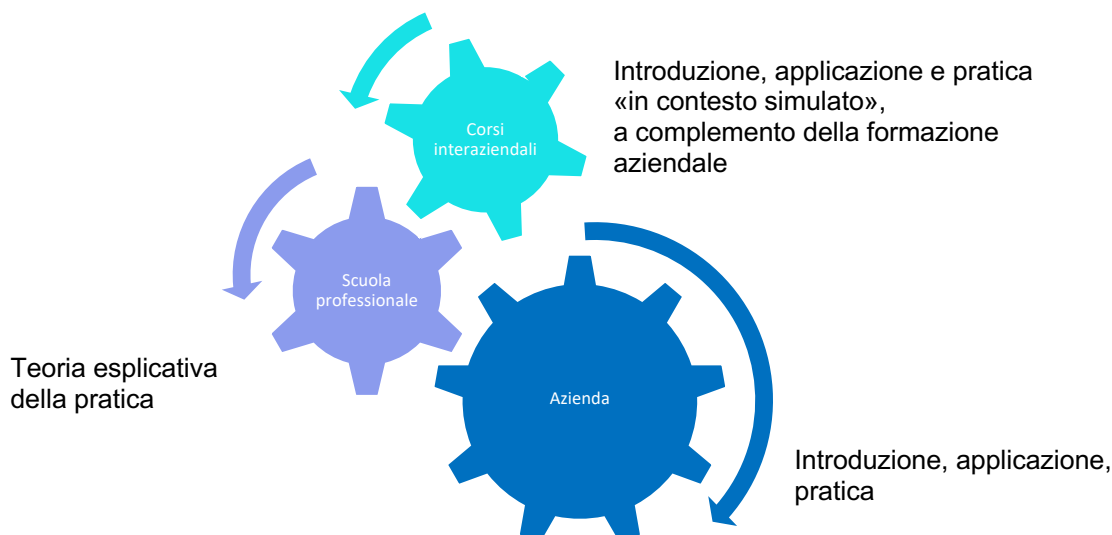 Corsi
interaziendali
Introduzione, applicazione e pratica
«in contesto simulato»,
a complemento della formazione
aziendale
Scuola
professionale
Teoria esplicativa
della pratica
Azienda
Introduzione, applicazione,
pratica